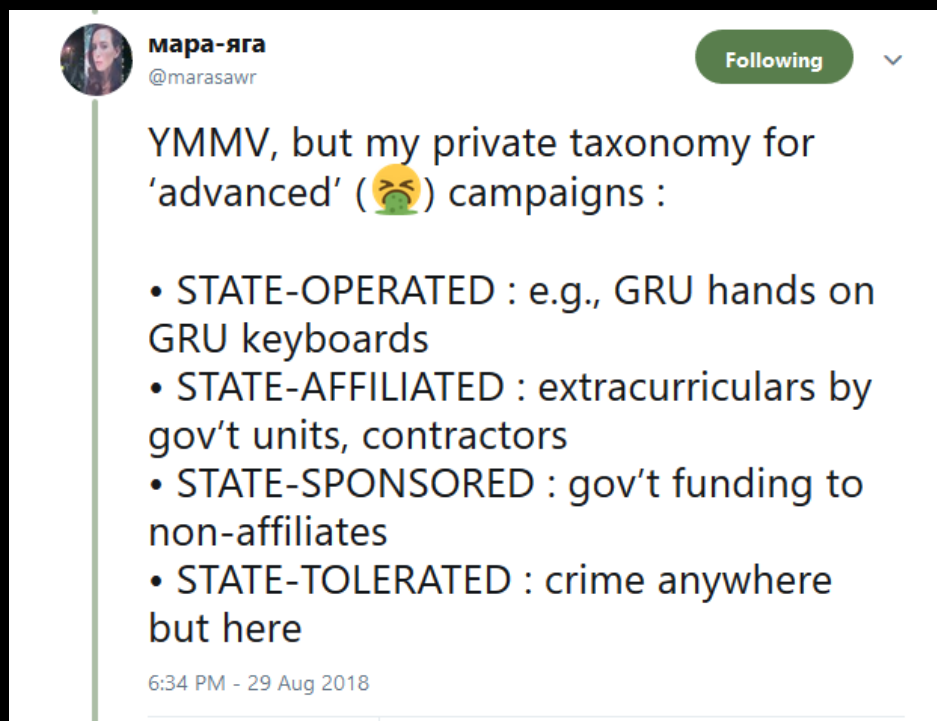 мара-яга
@marasawr
Following
YMMV, but my private taxonomy for
‘advanced’ (🤮) campaigns :
• STATE-OPERATED : e.g., GRU hands on
GRU keyboards
• STATE-AFFILIATED : extracurriculars by
gov’t units, contractors
• STATE-SPONSORED : gov’t funding to
non-affiliates
• STATE-TOLERATED : crime anywhere
but here
6:34 PM - 29 Aug 2018